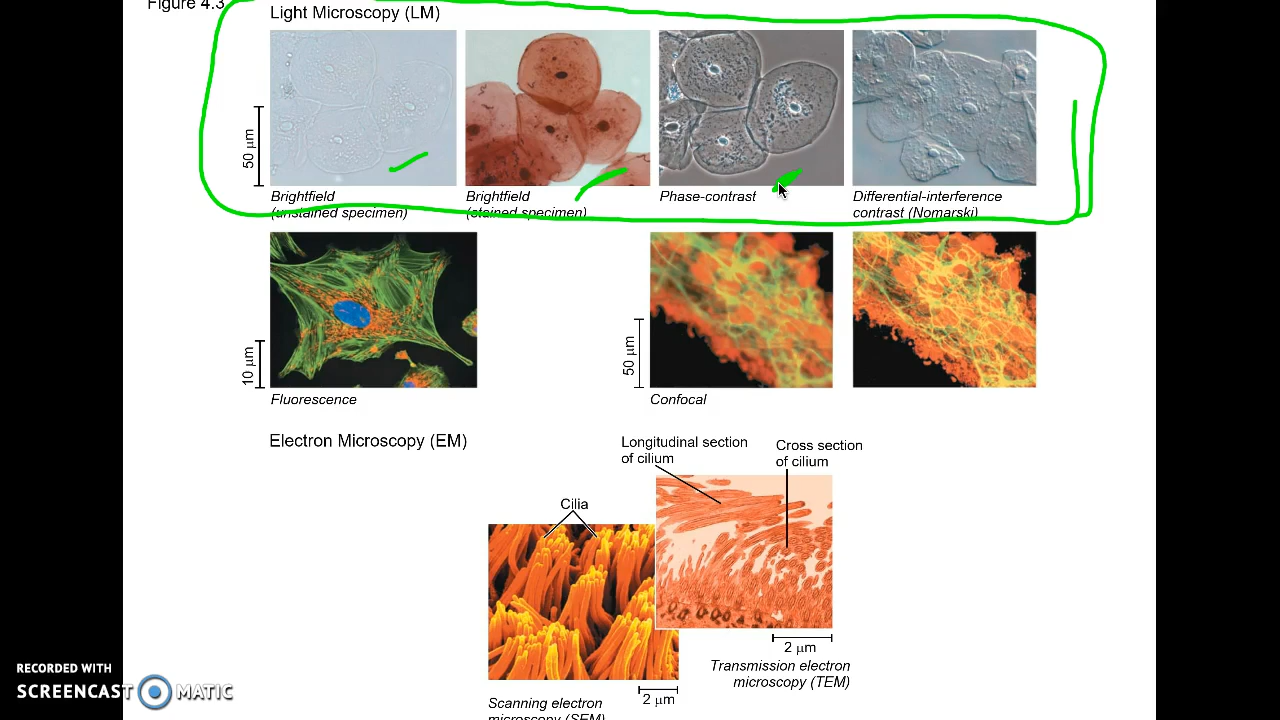 Figure 4.3
Light Microscopy (LM)
50 μm
Brightfield
(unstained specimen)
Brightfield
(stained specimen)
Phase-contrast
Differential-interference
contrast (Nomarski)
10 μm
50 μm
Fluorescence
Confocal
Electron Microscopy (EM)
Longitudinal section
of cilium
Cross section
of cilium
Cilia
2 μm
Transmission electron
microscopy (TEM)
2 μm
Scanning electron
microscopy (SEM)
RECORDED WITH
SCREENCAST MATIC